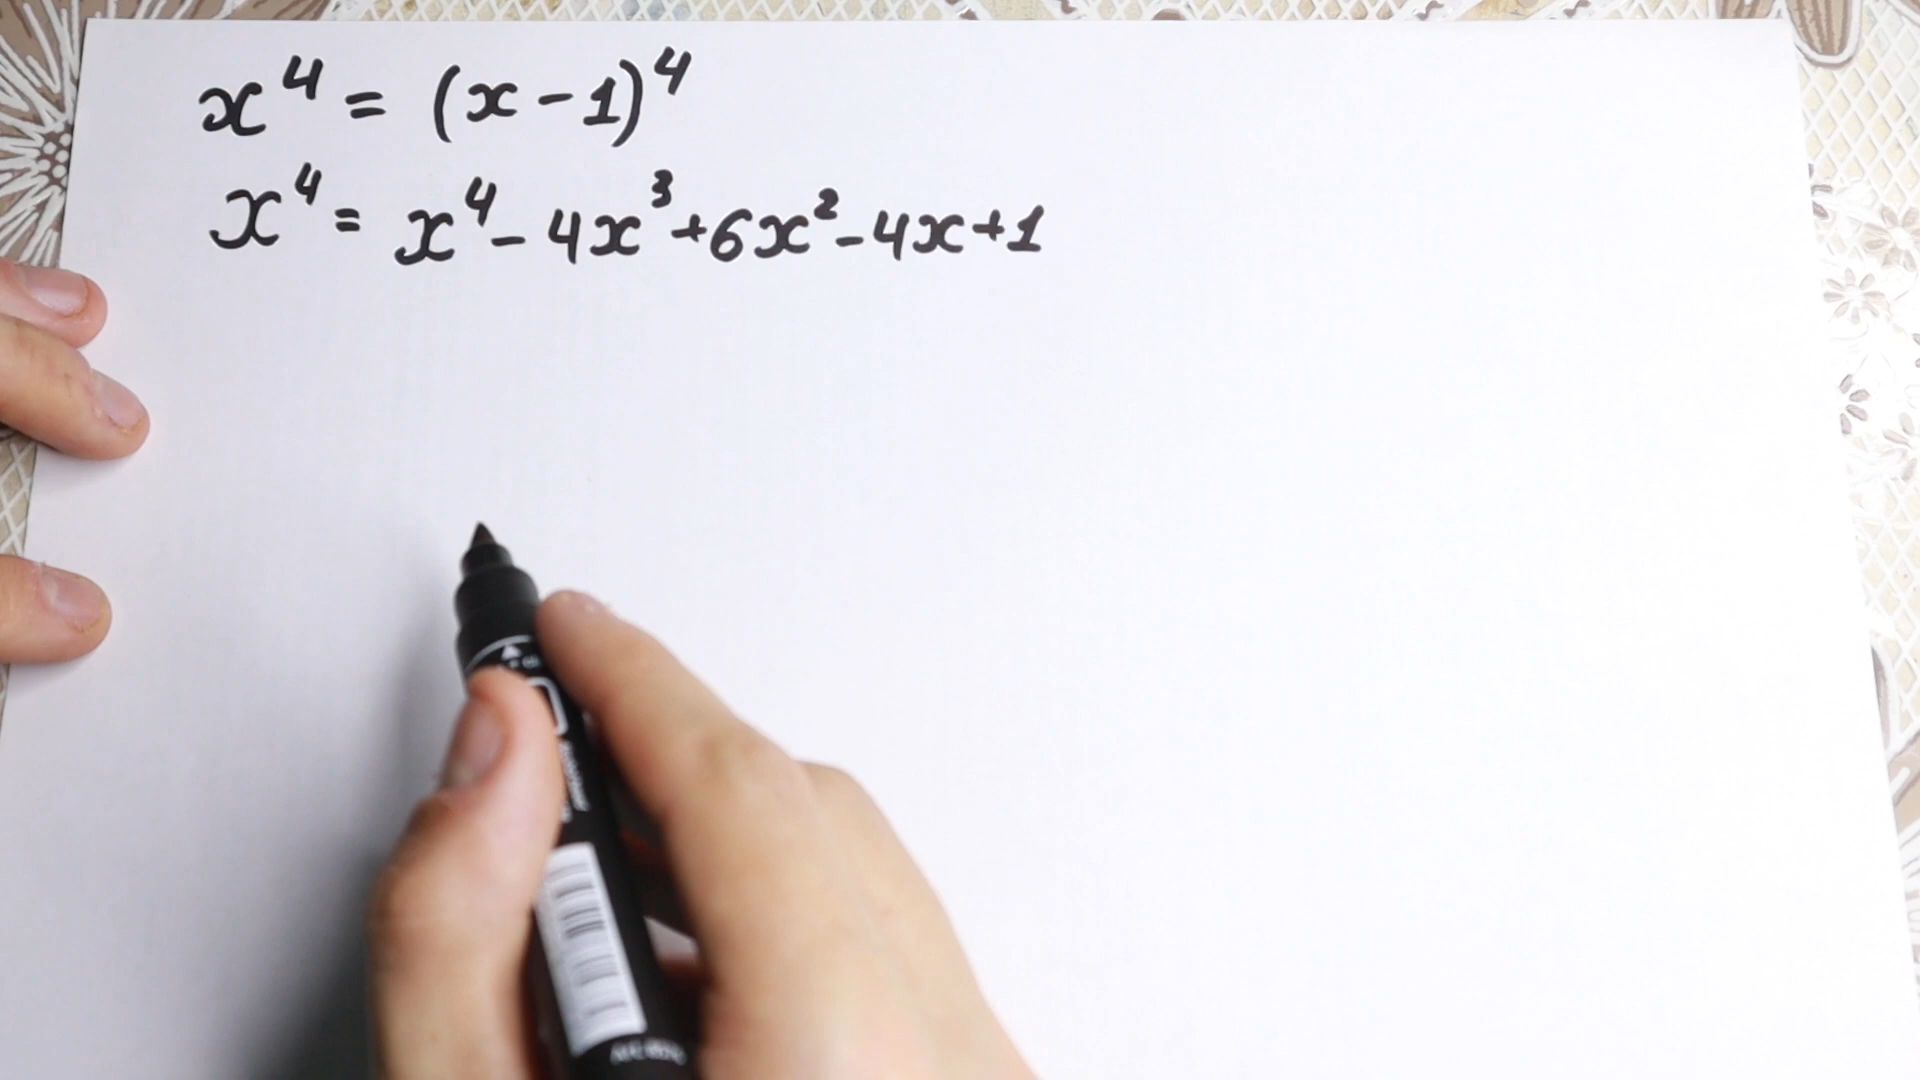 x⁴ = (x - 1)⁴
x⁴ = x⁴ - 4x³ + 6x² - 4x + 1